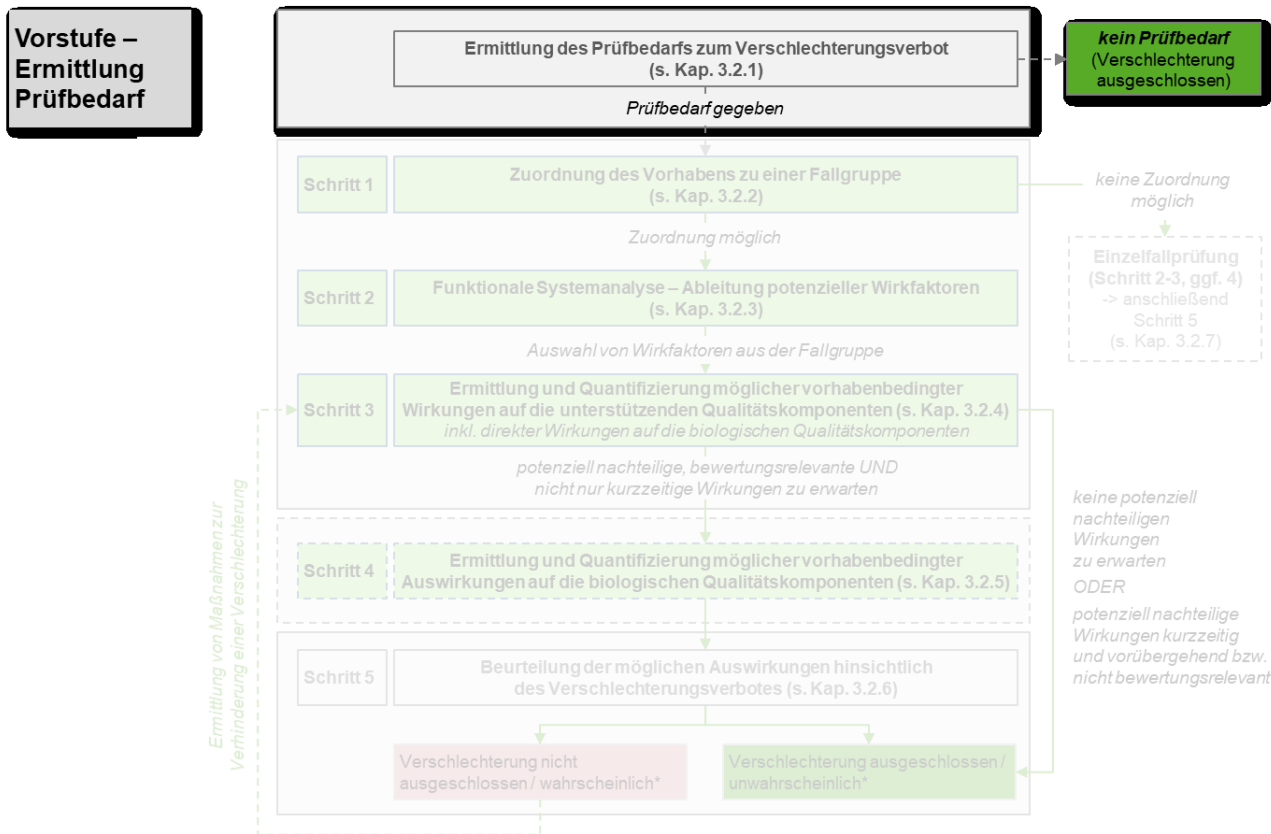 Vorstufe –
Ermittlung
Prüfbedarf
Ermittlung des Prüfbedarfs zum Verschlechterungsverbot
(s. Kap. 3.2.1)
Prüfbedarf gegeben
kein Prüfbedarf
(Verschlechterung
ausgeschlossen)
Schritt 1
Zuordnung des Vorhabens zu einer Fallgruppe
(s. Kap. 3.2.2)
Zuordnung möglich
keine Zuordnung
möglich
Einzelfallprüfung
(Schritt 2-3, ggf. 4)
-> anschließend
Schritt 5
(s. Kap. 3.2.7)
Schritt 2
Funktionale Systemanalyse – Ableitung potenzieller Wirkfaktoren
(s. Kap. 3.2.3)
Auswahl von Wirkfaktoren aus der Fallgruppe
Schritt 3
Ermittlung und Quantifizierung möglicher vorhabenbedingter
Wirkungen auf die unterstützenden Qualitätskomponenten (s. Kap. 3.2.4)
inkl. direkter Wirkungen auf die biologischen Qualitätskomponenten
potenziell nachteilige, bewertungsrelevante UND
nicht nur kurzzeitige Wirkungen zu erwarten
keine potenziell
nachteiligen
Wirkungen
zu erwarten
ODER
potenziell nachteilige
Wirkungen kurzzeitig
und vorübergehend bzw.
nicht bewertungsrelevant
Schritt 4
Ermittlung und Quantifizierung möglicher vorhabenbedingter
Auswirkungen auf die biologischen Qualitätskomponenten (s. Kap. 3.2.5)
Schritt 5
Beurteilung der möglichen Auswirkungen hinsichtlich
des Verschlechterungsverbotes (s. Kap. 3.2.6)
Verschlechterung nicht
ausgeschlossen / wahrscheinlich*
Verschlechterung ausgeschlossen /
unwahrscheinlich*
Ermittlung von Maßnahmen zur
Verhinderung einer Verschlechterung